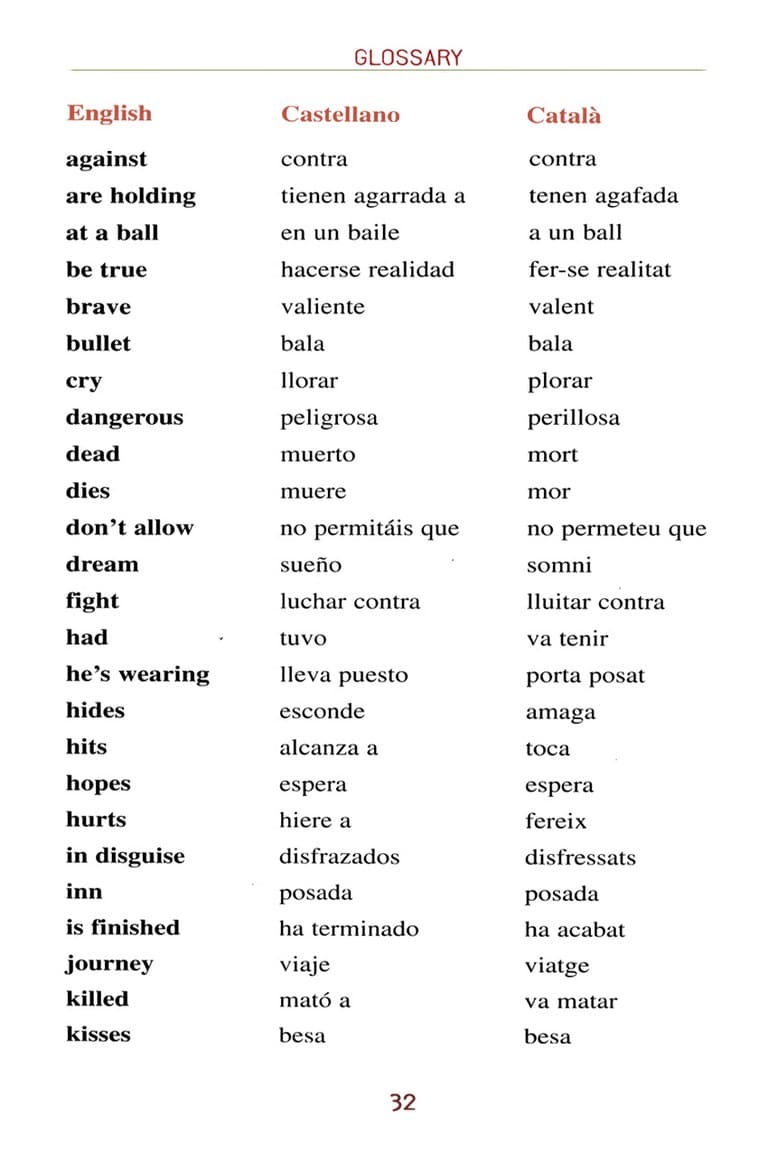 GLOSSARY
English Castellano Català
against contra contra
are holding tienen agarrada a tenen agafada
at a ball en un baile a un ball
be true hacerse realidad fer-se realitat
brave valiente valent
bullet bala bala
cry llorar plorar
dangerous peligrosa perillosa
dead muerto mort
dies muere mor
don't allow no permitáis que no permeteu que
dream sueño somni
fight luchar contra lluitar contra
had tuvo va tenir
he's wearing lleva puesto porta posat
hides esconde amaga
hits alcanza a toca
hopes espera espera
hurts hiere a fereix
in disguise disfrazados disfressats
inn posada posada
is finished ha terminado ha acabat
journey viaje viatge
killed mató a va matar
kisses besa besa
32